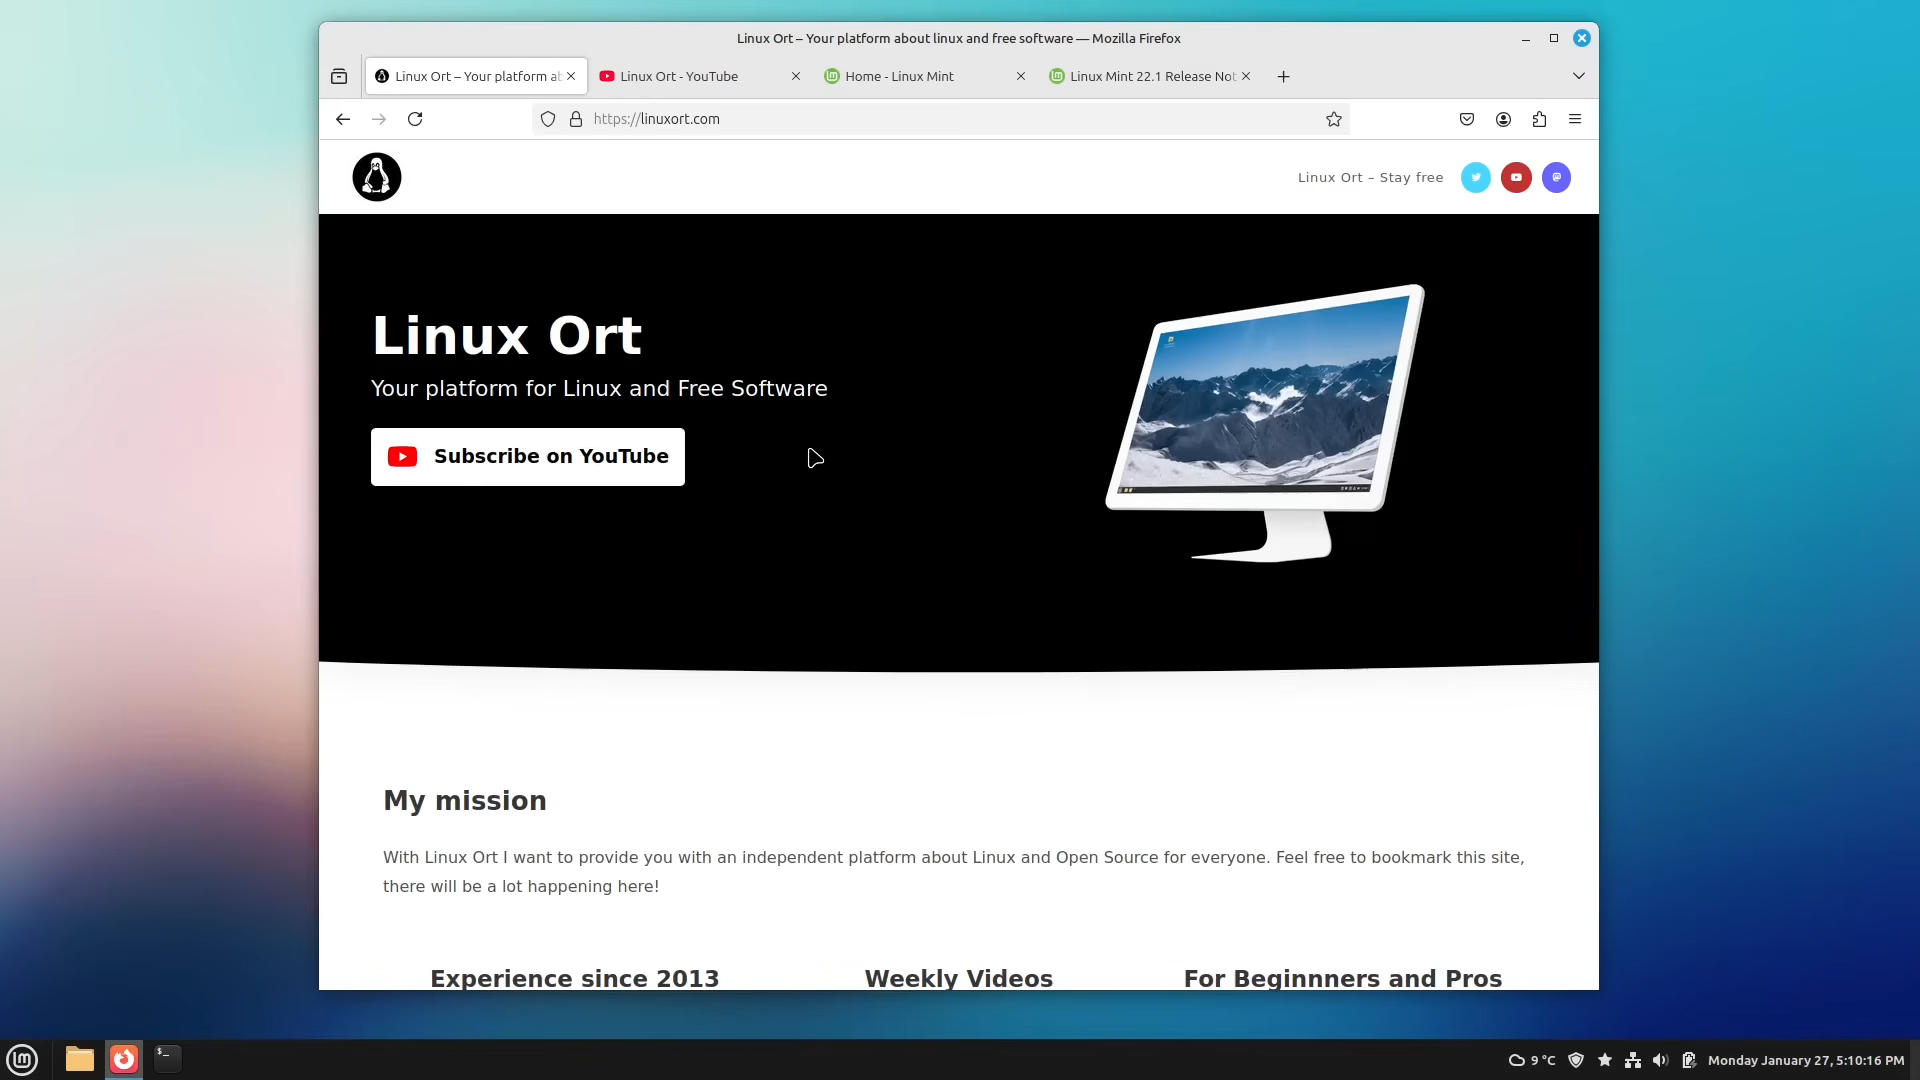 Linux Ort – Your platform about linux and free software — Mozilla Firefox
Linux Ort – Your platform ab
Linux Ort - YouTube
Home - Linux Mint
Linux Mint 22.1 Release Not
https://linuxort.com
Linux Ort – Stay free
Linux Ort
Your platform for Linux and Free Software
Subscribe on YouTube
My mission
With Linux Ort I want to provide you with an independent platform about Linux and Open Source for everyone. Feel free to bookmark this site,
there will be a lot happening here!
Experience since 2013
Weekly Videos
For Beginnners and Pros
9 °C
Monday January 27, 5:10:16 PM